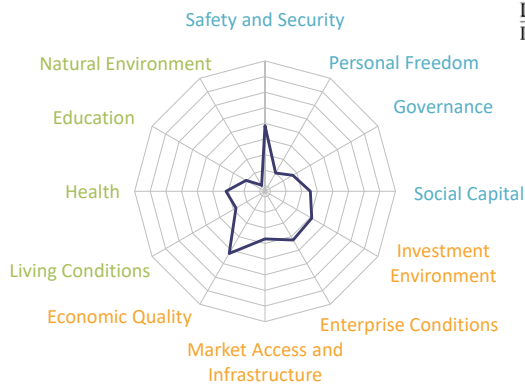 Safety and Security
Natural Environment
Personal Freedom
Education
Governance
Health
Social Capital
Investment
Environment
Living Conditions
Economic Quality
Enterprise Conditions
Market Access and
Infrastructure